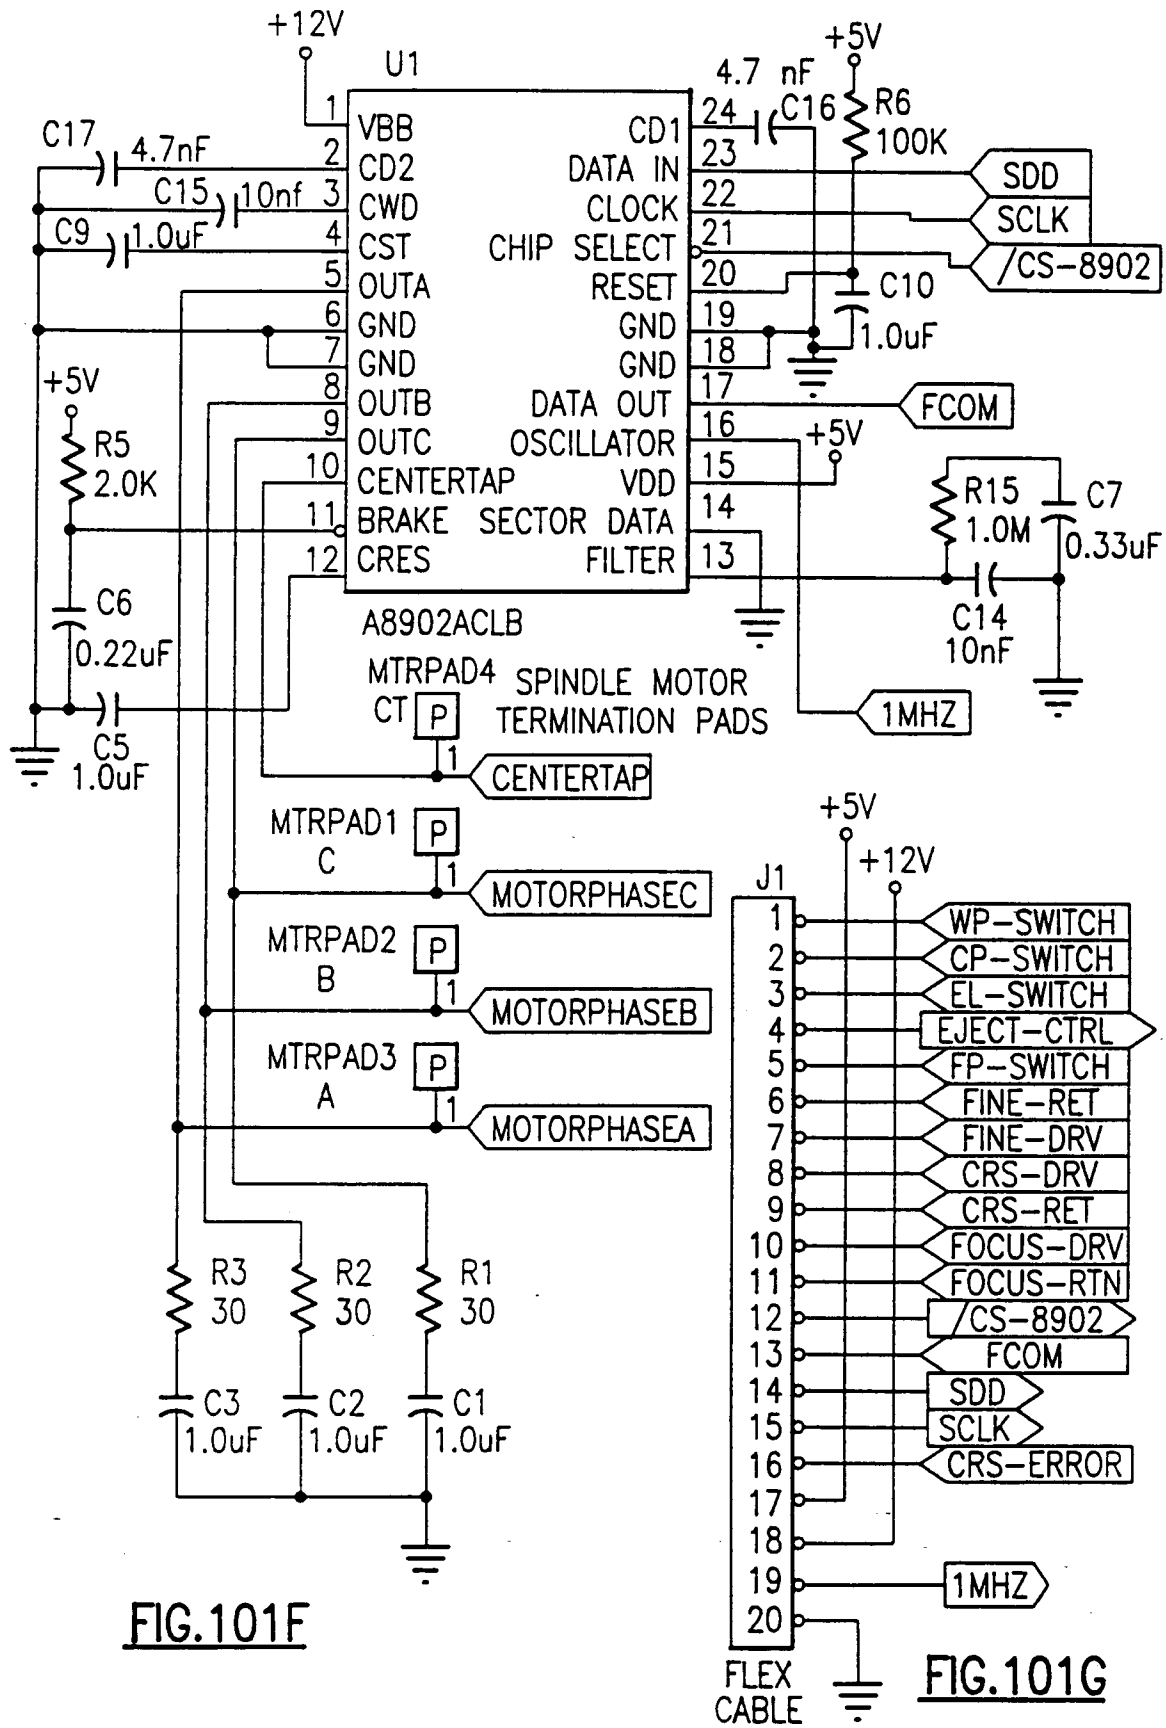 +12V
U1
+5V
4.7 nF
C16
R6
100K
C17
4.7nF
C15
10nf
C9
1.0uF
1 VBB
2 CD2
3 CWD
4 CST
5 OUTA
6 GND
7 GND
8 OUTB
9 OUTC
10 CENTERTAP
11 BRAKE
12 CRES
CD1 24
DATA IN 23
CLOCK 22
CHIP SELECT 21
RESET 20
GND 19
GND 18
DATA OUT 17
OSCILLATOR 16
VDD 15
SECTOR DATA 14
FILTER 13
SDD
SCLK
/CS-8902
C10
1.0uF
FCOM
+5V
+5V
R5
2.0K
R15
1.0M
C7
0.33uF
C14
10nF
C6
0.22uF
C5
1.0uF
A8902ACLB
1MHZ
MTRPAD4
CT
P
1
SPINDLE MOTOR
TERMINATION PADS
CENTERTAP
MTRPAD1
C
P
1
MOTORPHASEC
MTRPAD2
B
P
1
MOTORPHASEB
MTRPAD3
A
P
1
MOTORPHASEA
R3
30
R2
30
R1
30
C3
1.0uF
C2
1.0uF
C1
1.0uF
FIG.101F
+5V
+12V
J1
1 WP-SWITCH
2 CP-SWITCH
3 EL-SWITCH
4 EJECT-CTRL
5 FP-SWITCH
6 FINE-RET
7 FINE-DRV
8 CRS-DRV
9 CRS-RET
10 FOCUS-DRV
11 FOCUS-RTN
12 /CS-8902
13 FCOM
14 SDD
15 SCLK
16 CRS-ERROR
17
18
19 1MHZ
20
FLEX
CABLE
FIG.101G